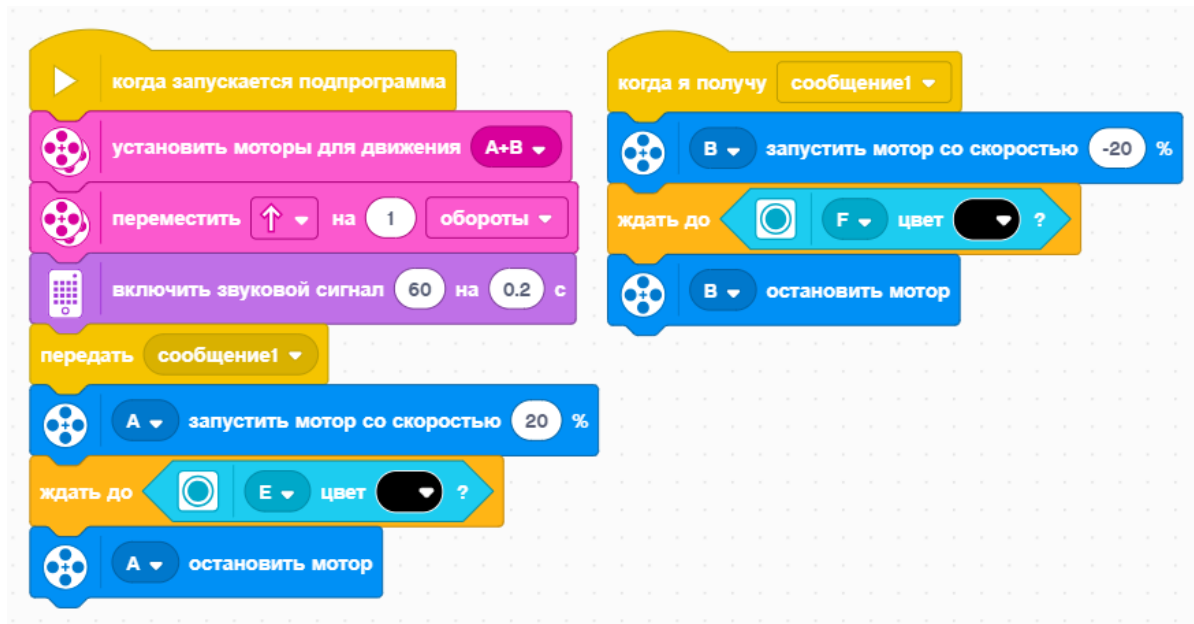 когда запускается подпрограмма
установить моторы для движения A+B
переместить на 1 обороты
включить звуковой сигнал 60 на 0.2 с
передать сообщение1
A запустить мотор со скоростью 20 %
ждать до E цвет ?
A остановить мотор
когда я получу сообщение1
B запустить мотор со скоростью -20 %
ждать до F цвет ?
B остановить мотор